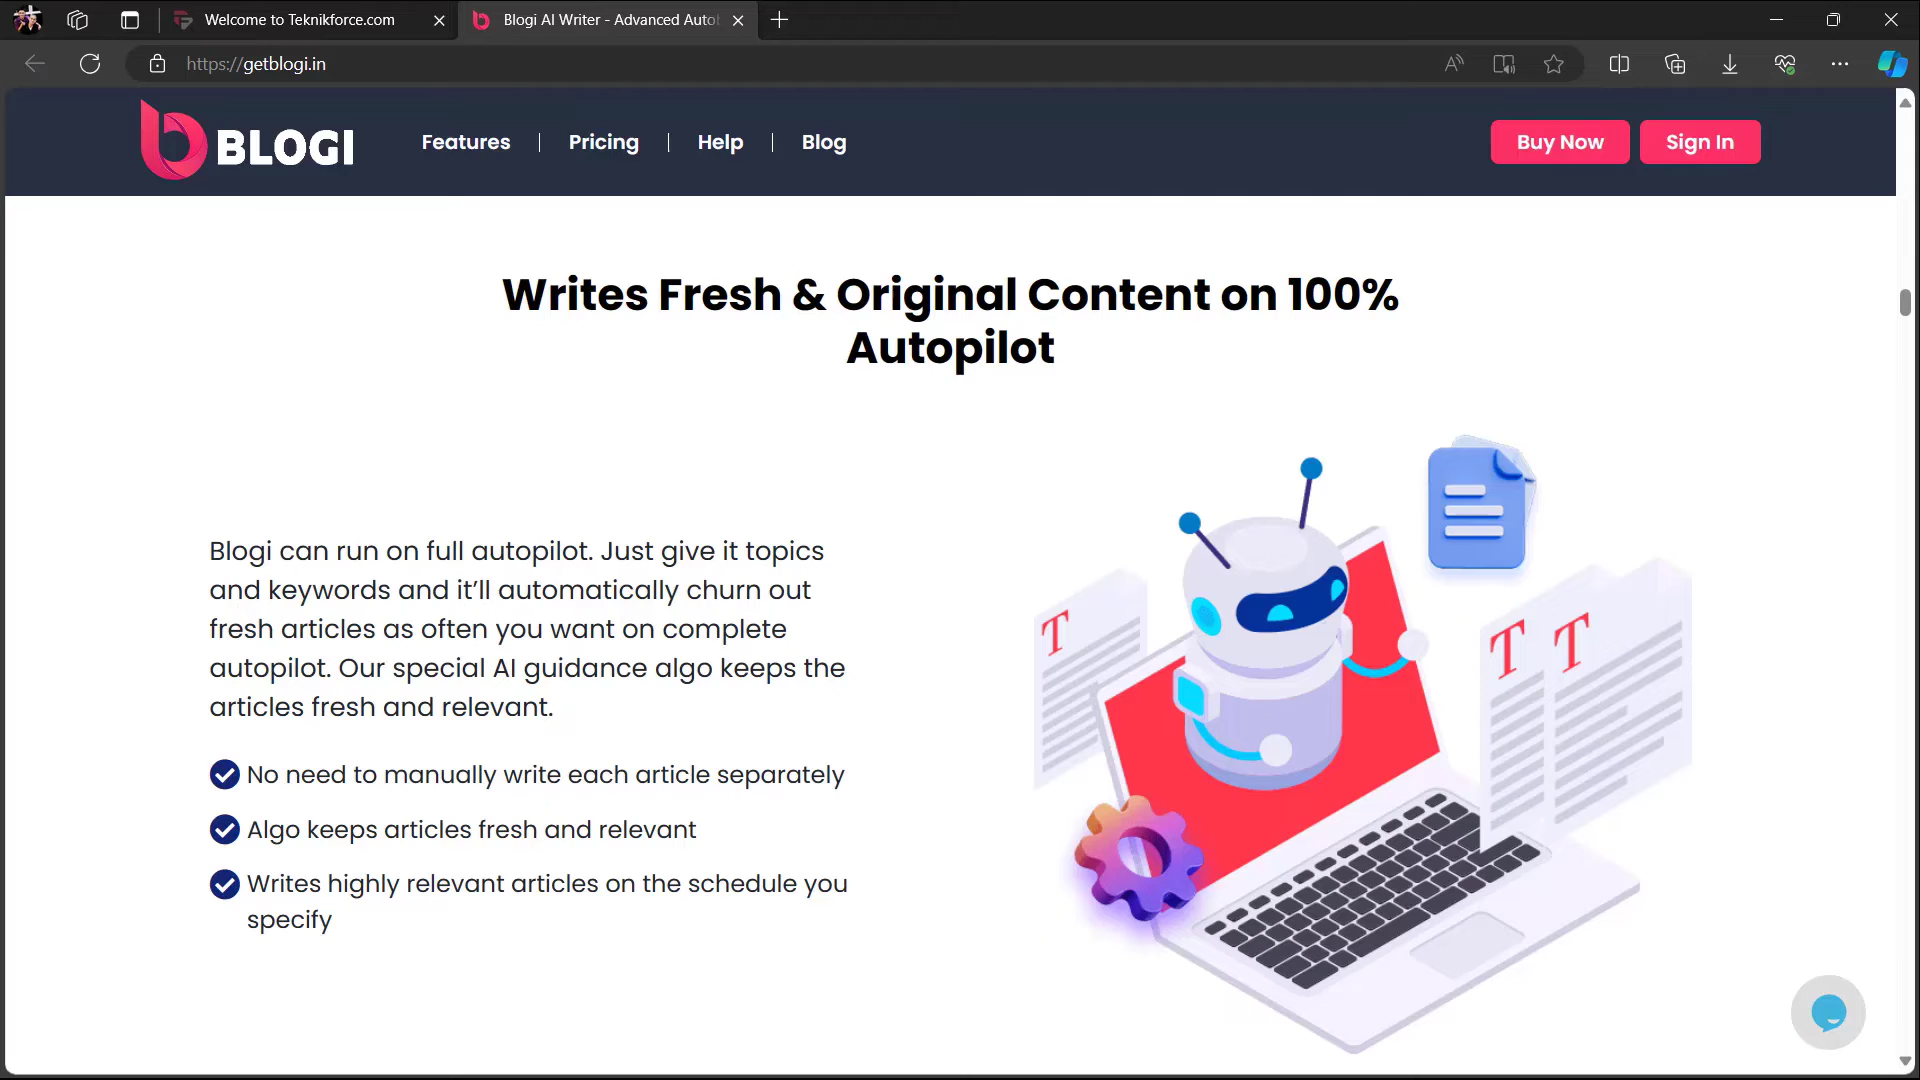 Welcome to Teknikforce.com
Blogi AI Writer - Advanced Autob
https://getblogi.in
BLOGI
Features
Pricing
Help
Blog
Buy Now
Sign In
Writes Fresh & Original Content on 100%
Autopilot
Blogi can run on full autopilot. Just give it topics
and keywords and it’ll automatically churn out
fresh articles as often you want on complete
autopilot. Our special AI guidance algo keeps the
articles fresh and relevant.
No need to manually write each article separately
Algo keeps articles fresh and relevant
Writes highly relevant articles on the schedule you
specify
T
T
T